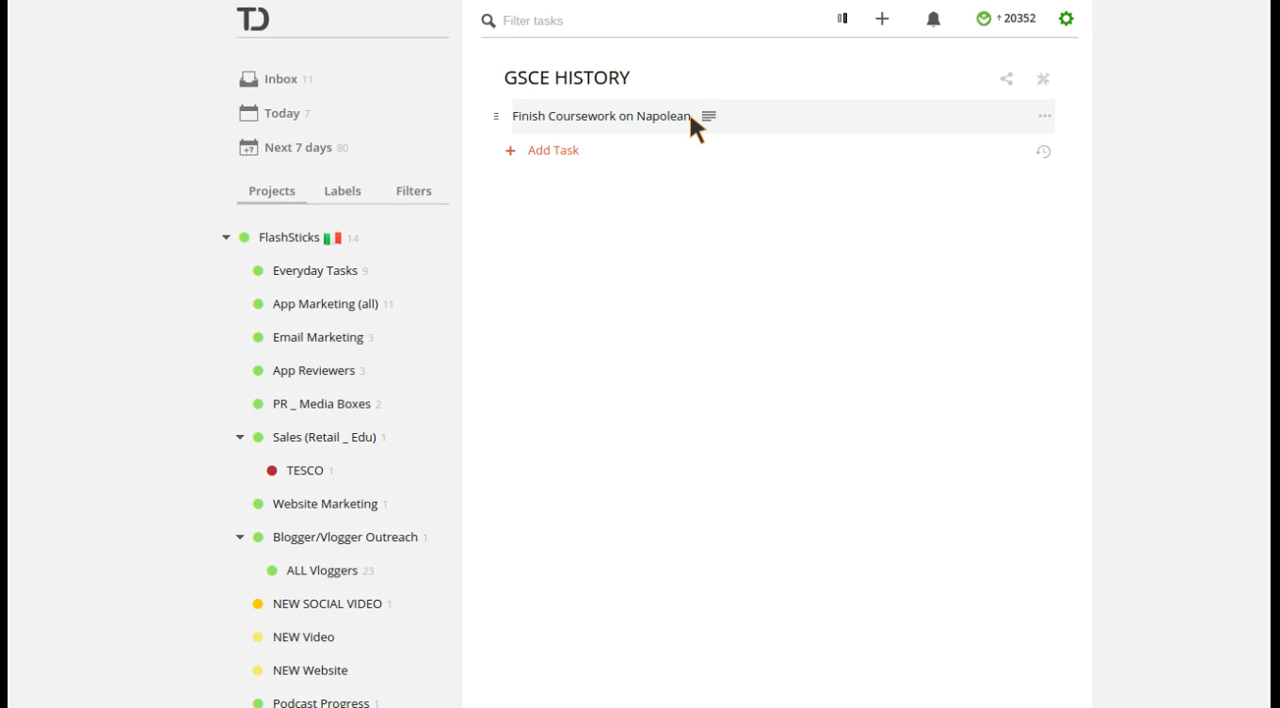 TD
Filter tasks
20352
Inbox 11
Today 7
+7 Next 7 days 80
Projects Labels Filters
FlashSticks 14
Everyday Tasks 9
App Marketing (all) 11
Email Marketing 3
App Reviewers 3
PR _ Media Boxes 2
Sales (Retail _ Edu) 1
TESCO 1
Website Marketing 1
Blogger/Vlogger Outreach 1
ALL Vloggers 23
NEW SOCIAL VIDEO 1
NEW Video
NEW Website
Podcast Progress 1
GSCE HISTORY
Finish Coursework on Napolean
+ Add Task